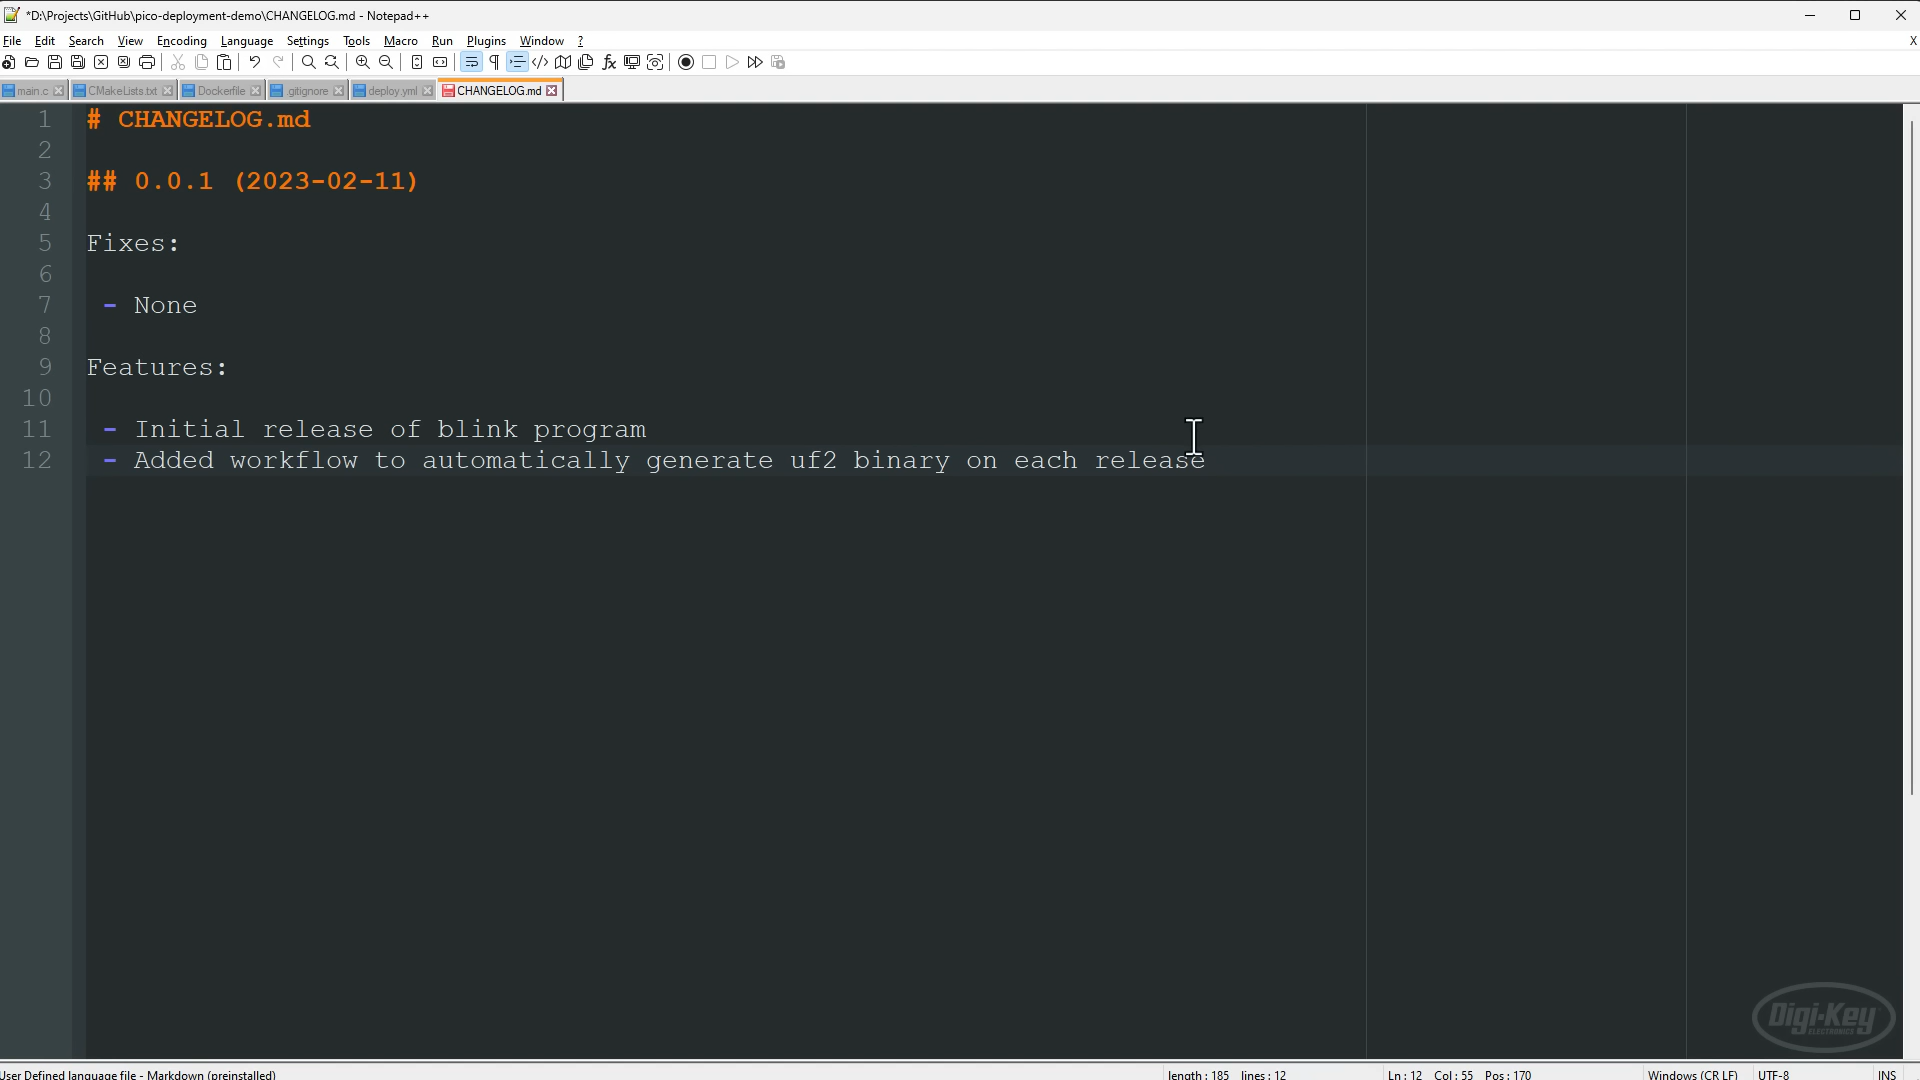 *D:\Projects\GitHub\pico-deployment-demo\CHANGELOG.md - Notepad++
File Edit Search View Encoding Language Settings Tools Macro Run Plugins Window ? X
main.c CMakeLists.txt Dockerfile .gitignore deploy.yml CHANGELOG.md
1 # CHANGELOG.md
2
3 ## 0.0.1 (2023-02-11)
4
5 Fixes:
6
7 - None
8
9 Features:
10
11 - Initial release of blink program
12 - Added workflow to automatically generate uf2 binary on each release
Digi-Key
ELECTRONICS
User Defined language file - Markdown (preinstalled) length : 185 lines : 12 Ln : 12 Col : 55 Pos : 170 Windows (CR LF) UTF-8 INS